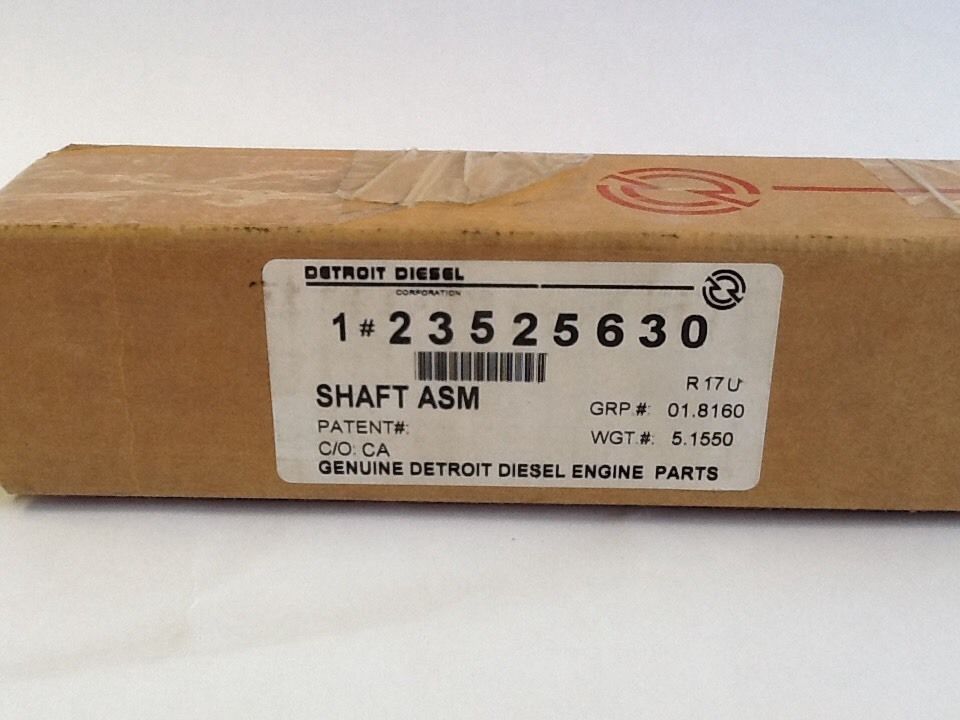 DETROIT DIESEL
CORPORATION
1 # 23525630
R 17 U
SHAFT ASM
GRP.#: 01.8160
PATENT#:
WGT.#: 5.1550
C/O: CA
GENUINE DETROIT DIESEL ENGINE PARTS